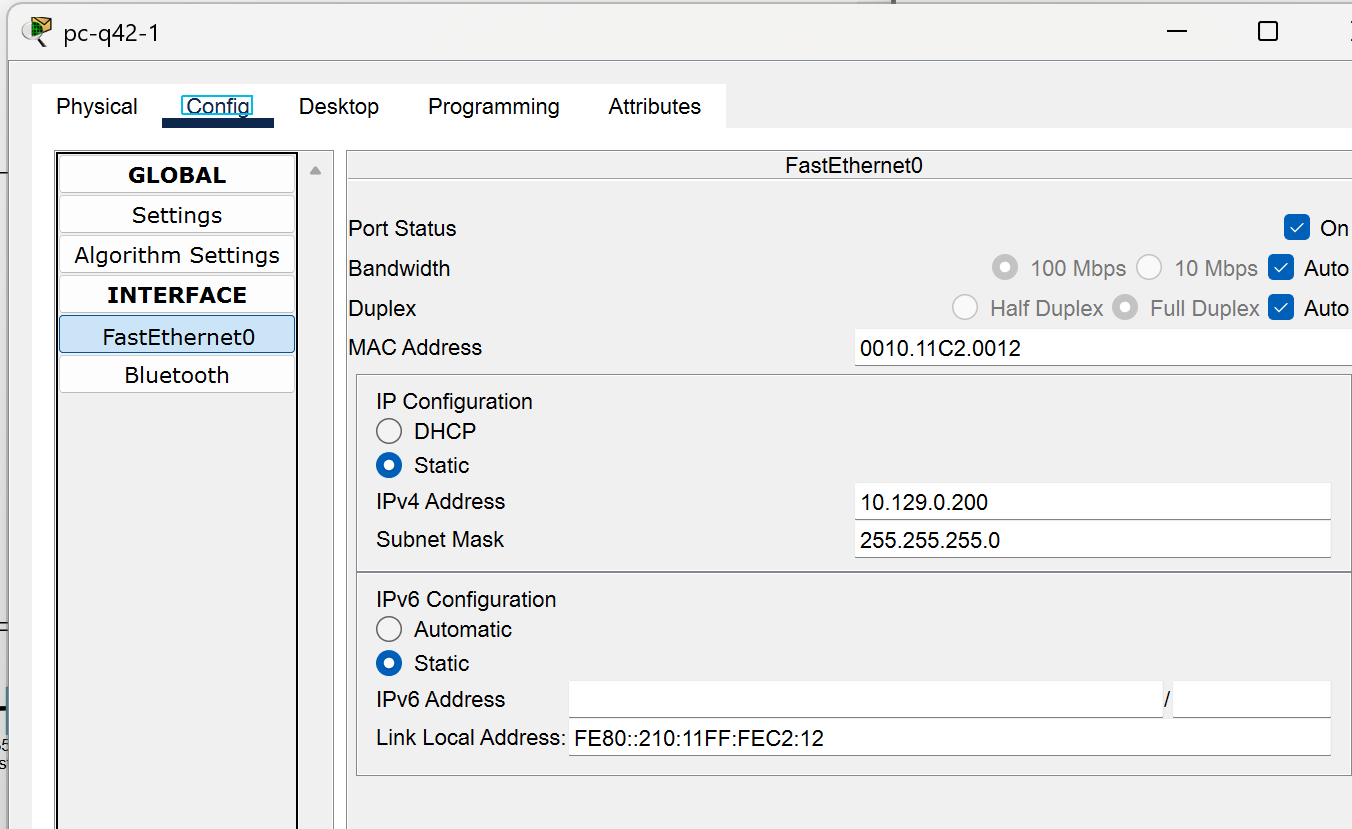 pc-q42-1
Physical Config Desktop Programming Attributes
GLOBAL
Settings
Algorithm Settings
INTERFACE
FastEthernet0
Bluetooth
FastEthernet0
Port Status On
Bandwidth 100 Mbps 10 Mbps Auto
Duplex Half Duplex Full Duplex Auto
MAC Address 0010.11C2.0012
IP Configuration
DHCP
Static
IPv4 Address 10.129.0.200
Subnet Mask 255.255.255.0
IPv6 Configuration
Automatic
Static
IPv6 Address /
Link Local Address: FE80::210:11FF:FEC2:12